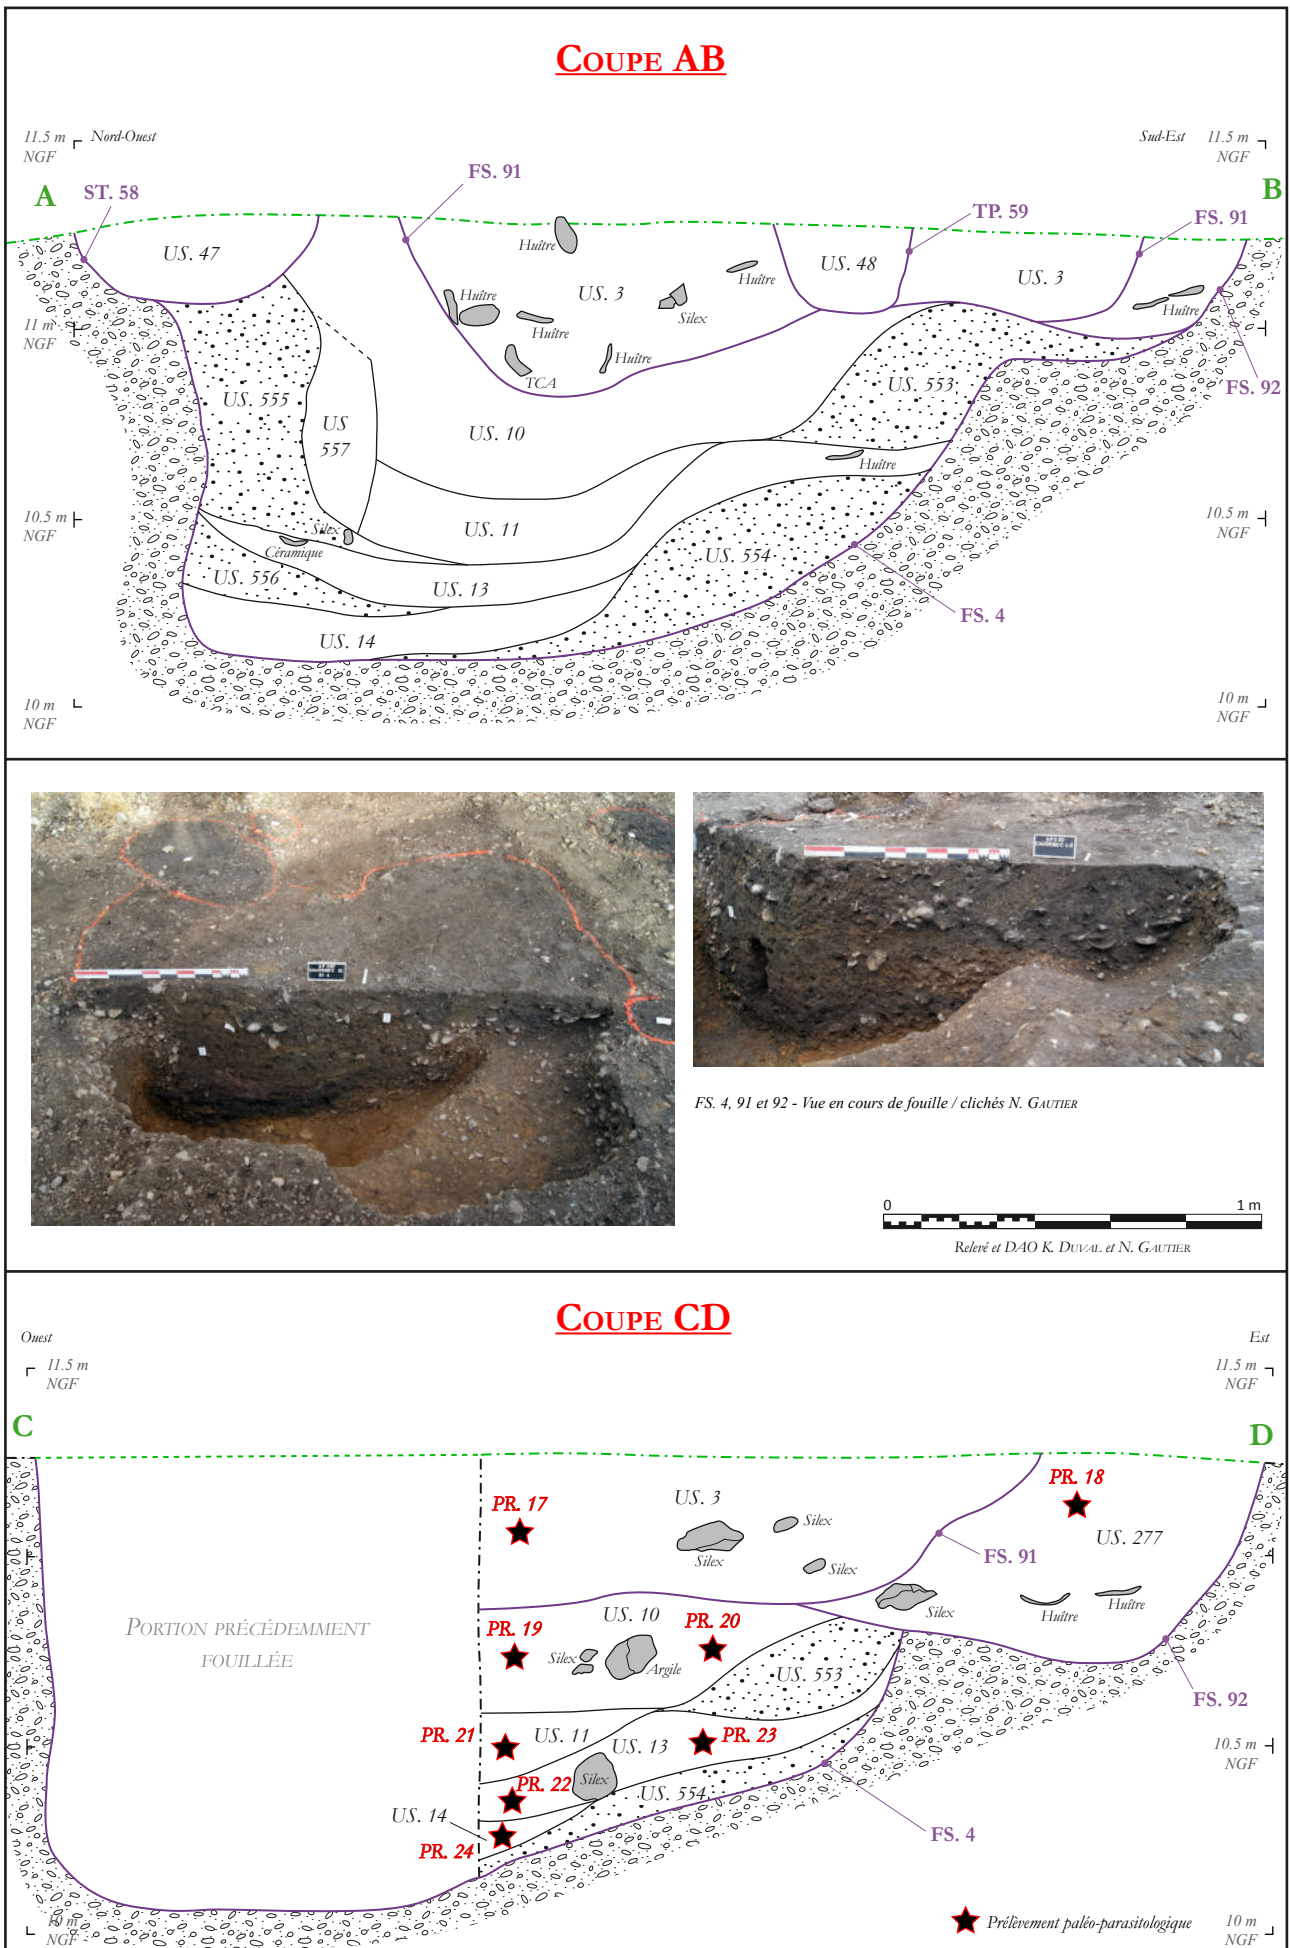 COUPE AB
11.5 m
NGF
Nord-Ouest
Sud-Est
11.5 m
NGF
A
ST. 58
FS. 91
B
TP. 59
FS. 91
US. 47
Huître
US. 48
US. 3
Huître
US. 3
Huître
Silex
Huître
Huître
11 m
NGF
Huître
TCA
FS. 92
US. 555
US. 553
US
557
US. 10
Huître
10.5 m
NGF
10.5 m
NGF
Silex
US. 11
Céramique
US. 554
US. 556
US. 13
FS. 4
US. 14
10 m
NGF
10 m
NGF
FS. 4, 91 et 92 - Vue en cours de fouille / clichés N. GAUTIER
0 1 m
Relevé et DAO K. DUVAL et N. GAUTIER
COUPE CD
Ouest
Est
11.5 m
NGF
11.5 m
NGF
C
D
PR. 17
US. 3
PR. 18
Silex
US. 277
Silex
Silex
FS. 91
Silex
Huître
Huître
PORTION PRÉCÉDEMMENT
FOUILLÉE
US. 10
PR. 19
PR. 20
Silex
Argile
US. 553
FS. 92
PR. 21
US. 11
US. 13
PR. 23
10.5 m
NGF
PR. 22
Silex
US. 554
US. 14
FS. 4
PR. 24
10 m
NGF
Prélèvement paléo-parasitologique
10 m
NGF